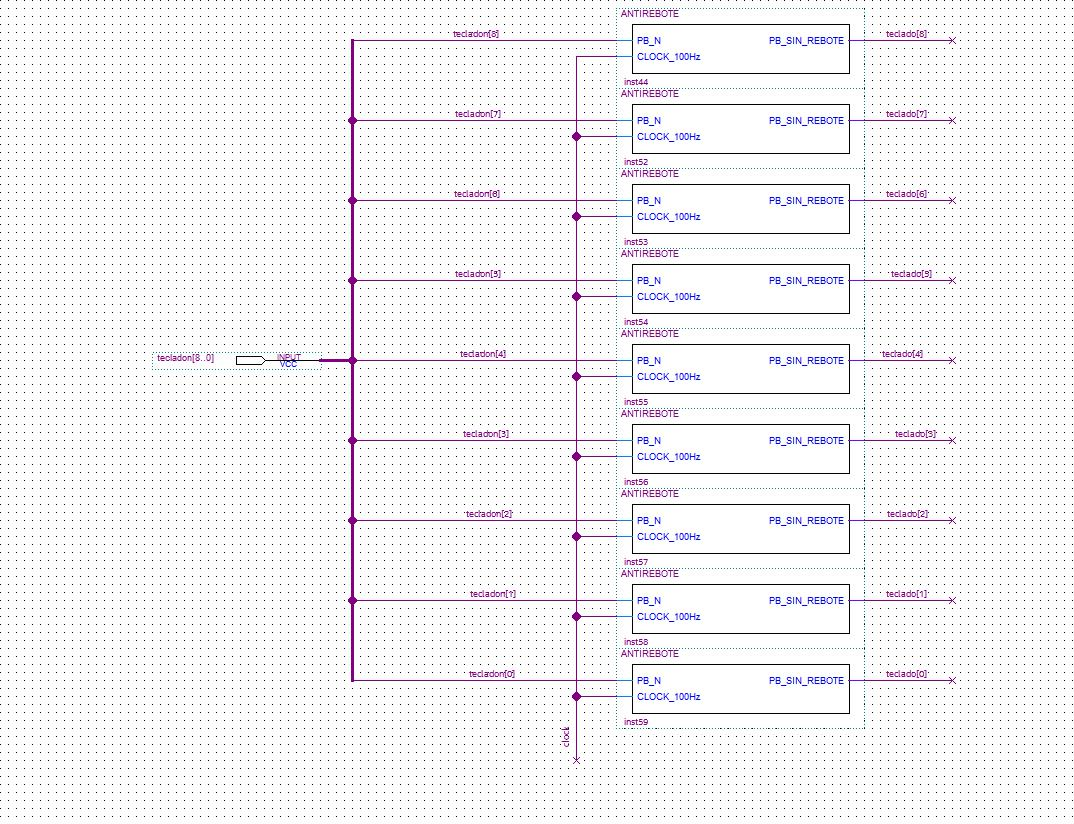 ANTIREBOTE
tecladon[8] PB_N PB_SIN_REBOTE teclado[8]
CLOCK_100Hz
inst44
ANTIREBOTE
tecladon[7] PB_N PB_SIN_REBOTE teclado[7]
CLOCK_100Hz
inst52
ANTIREBOTE
tecladon[6] PB_N PB_SIN_REBOTE teclado[6]
CLOCK_100Hz
inst53
ANTIREBOTE
tecladon[5] PB_N PB_SIN_REBOTE teclado[5]
CLOCK_100Hz
inst54
ANTIREBOTE
tecladon[8..0] INPUT tecladon[4] PB_N PB_SIN_REBOTE teclado[4]
VCC
CLOCK_100Hz
inst55
ANTIREBOTE
tecladon[3] PB_N PB_SIN_REBOTE teclado[3]
CLOCK_100Hz
inst56
ANTIREBOTE
tecladon[2] PB_N PB_SIN_REBOTE teclado[2]
CLOCK_100Hz
inst57
ANTIREBOTE
tecladon[?] PB_N PB_SIN_REBOTE teclado[1]
CLOCK_100Hz
inst58
ANTIREBOTE
tecladon[0] PB_N PB_SIN_REBOTE teclado[0]
CLOCK_100Hz
inst59
clock